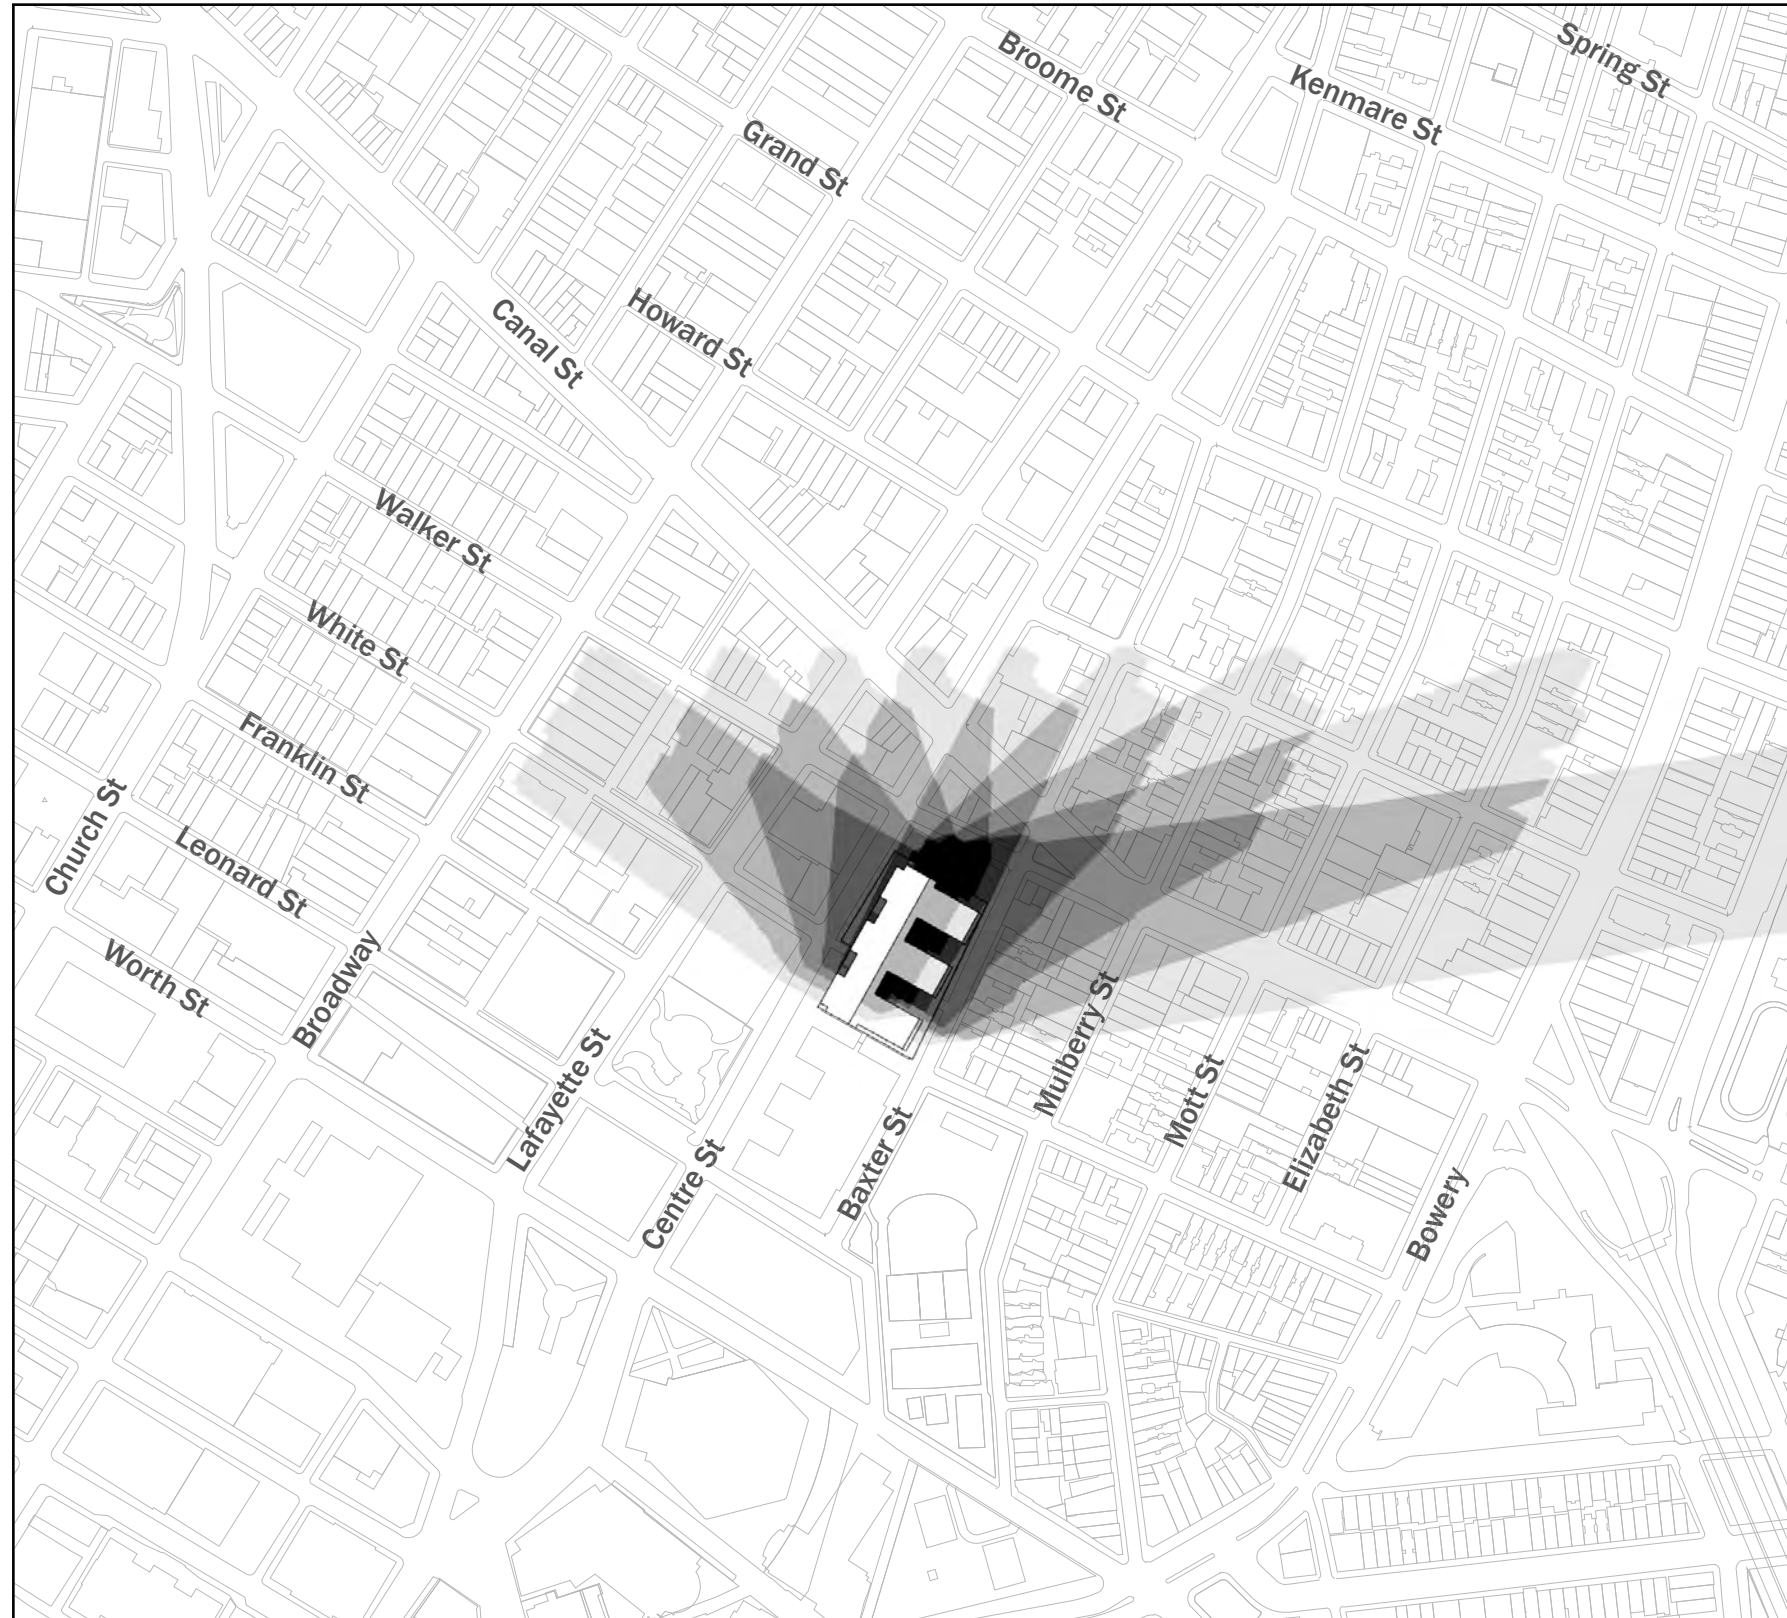 Spring St
Broome St
Kenmare St
Grand St
Howard St
Canal St
Walker St
White St
Franklin St
Church St
Leonard St
Worth St
Broadway
Lafayette St
Centre St
Baxter St
Mulberry St
Mott St
Elizabeth St
Bowery